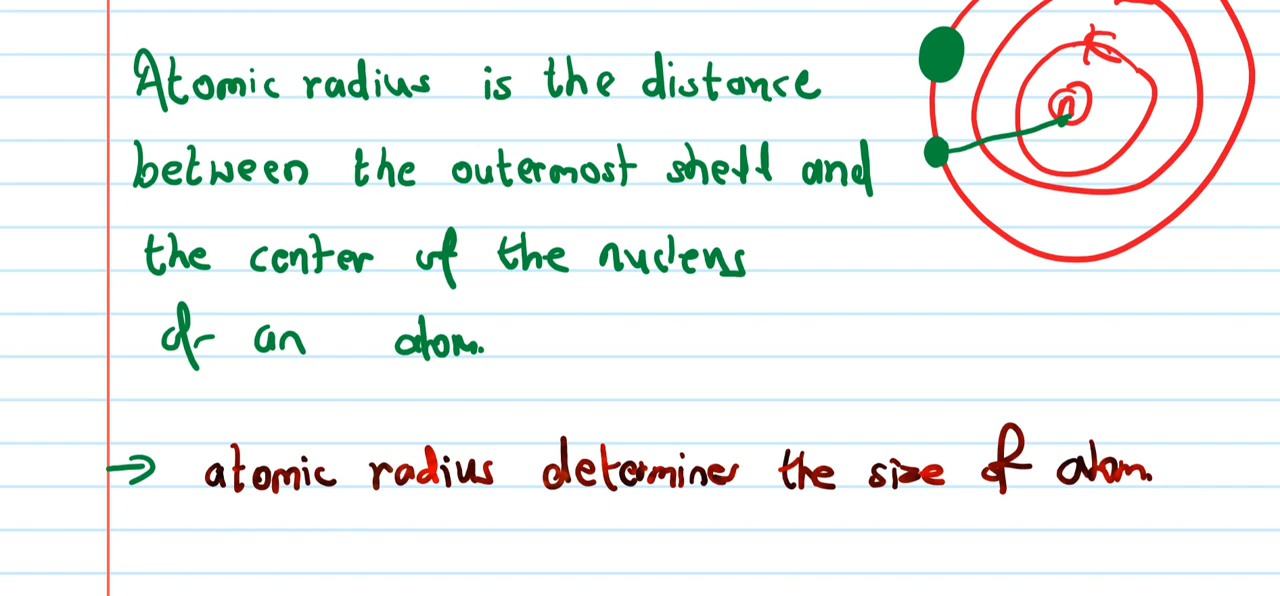 Atomic radius is the distance
between the outermost shell and
the center of the nucleus
of an atom.
→ atomic radius determines the size of atom.
n